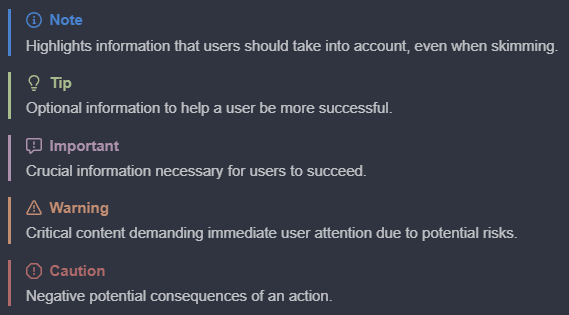 Note
Highlights information that users should take into account, even when skimming.
Tip
Optional information to help a user be more successful.
Important
Crucial information necessary for users to succeed.
Warning
Critical content demanding immediate user attention due to potential risks.
Caution
Negative potential consequences of an action.